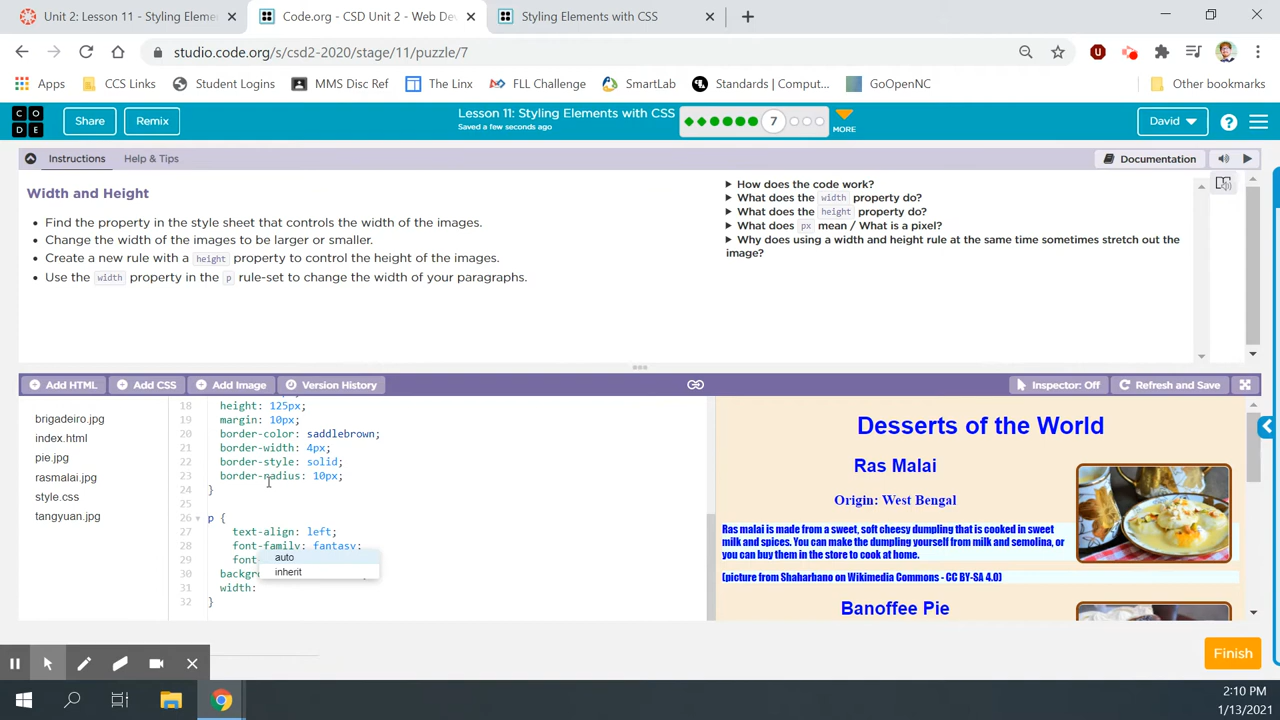 Unit 2: Lesson 11 - Styling Eleme
Code.org - CSD Unit 2 - Web De
Styling Elements with CSS
studio.code.org/s/csd2-2020/stage/11/puzzle/7
Apps
CCS Links
Student Logins
MMS Disc Ref
The Linx
FLL Challenge
SmartLab
Standards | Comput...
GoOpenNC
Other bookmarks
C O
D E
Share
Remix
Lesson 11: Styling Elements with CSS
Saved a few seconds ago
7
MORE
David
?
Instructions
Help & Tips
Documentation
Width and Height
Find the property in the style sheet that controls the width of the images.
Change the width of the images to be larger or smaller.
Create a new rule with a height property to control the height of the images.
Use the width property in the p rule-set to change the width of your paragraphs.
How does the code work?
What does the width property do?
What does the height property do?
What does px mean / What is a pixel?
Why does using a width and height rule at the same time sometimes stretch out the
image?
Add HTML
Add CSS
Add Image
Version History
Inspector: Off
Refresh and Save
brigadeiro.jpg
index.html
pie.jpg
rasmalai.jpg
style.css
tangyuan.jpg
18 height: 125px;
19 margin: 10px;
20 border-color: saddlebrown;
21 border-width: 4px;
22 border-style: solid;
23 border-radius: 10px;
24 }
25
26 p {
27 text-align: left;
28 font-family: fantasy;
29 font
30 backgr
31 width:
32 }
auto
inherit
Desserts of the World
Ras Malai
Origin: West Bengal
Ras malai is made from a sweet, soft cheesy dumpling that is cooked in sweet
milk and spices. You can make the dumpling yourself from milk and semolina, or
you can buy them in the store to cook at home.
(picture from Shaharbano on Wikimedia Commons - CC BY-SA 4.0)
Banoffee Pie
Finish
2:10 PM
1/13/2021